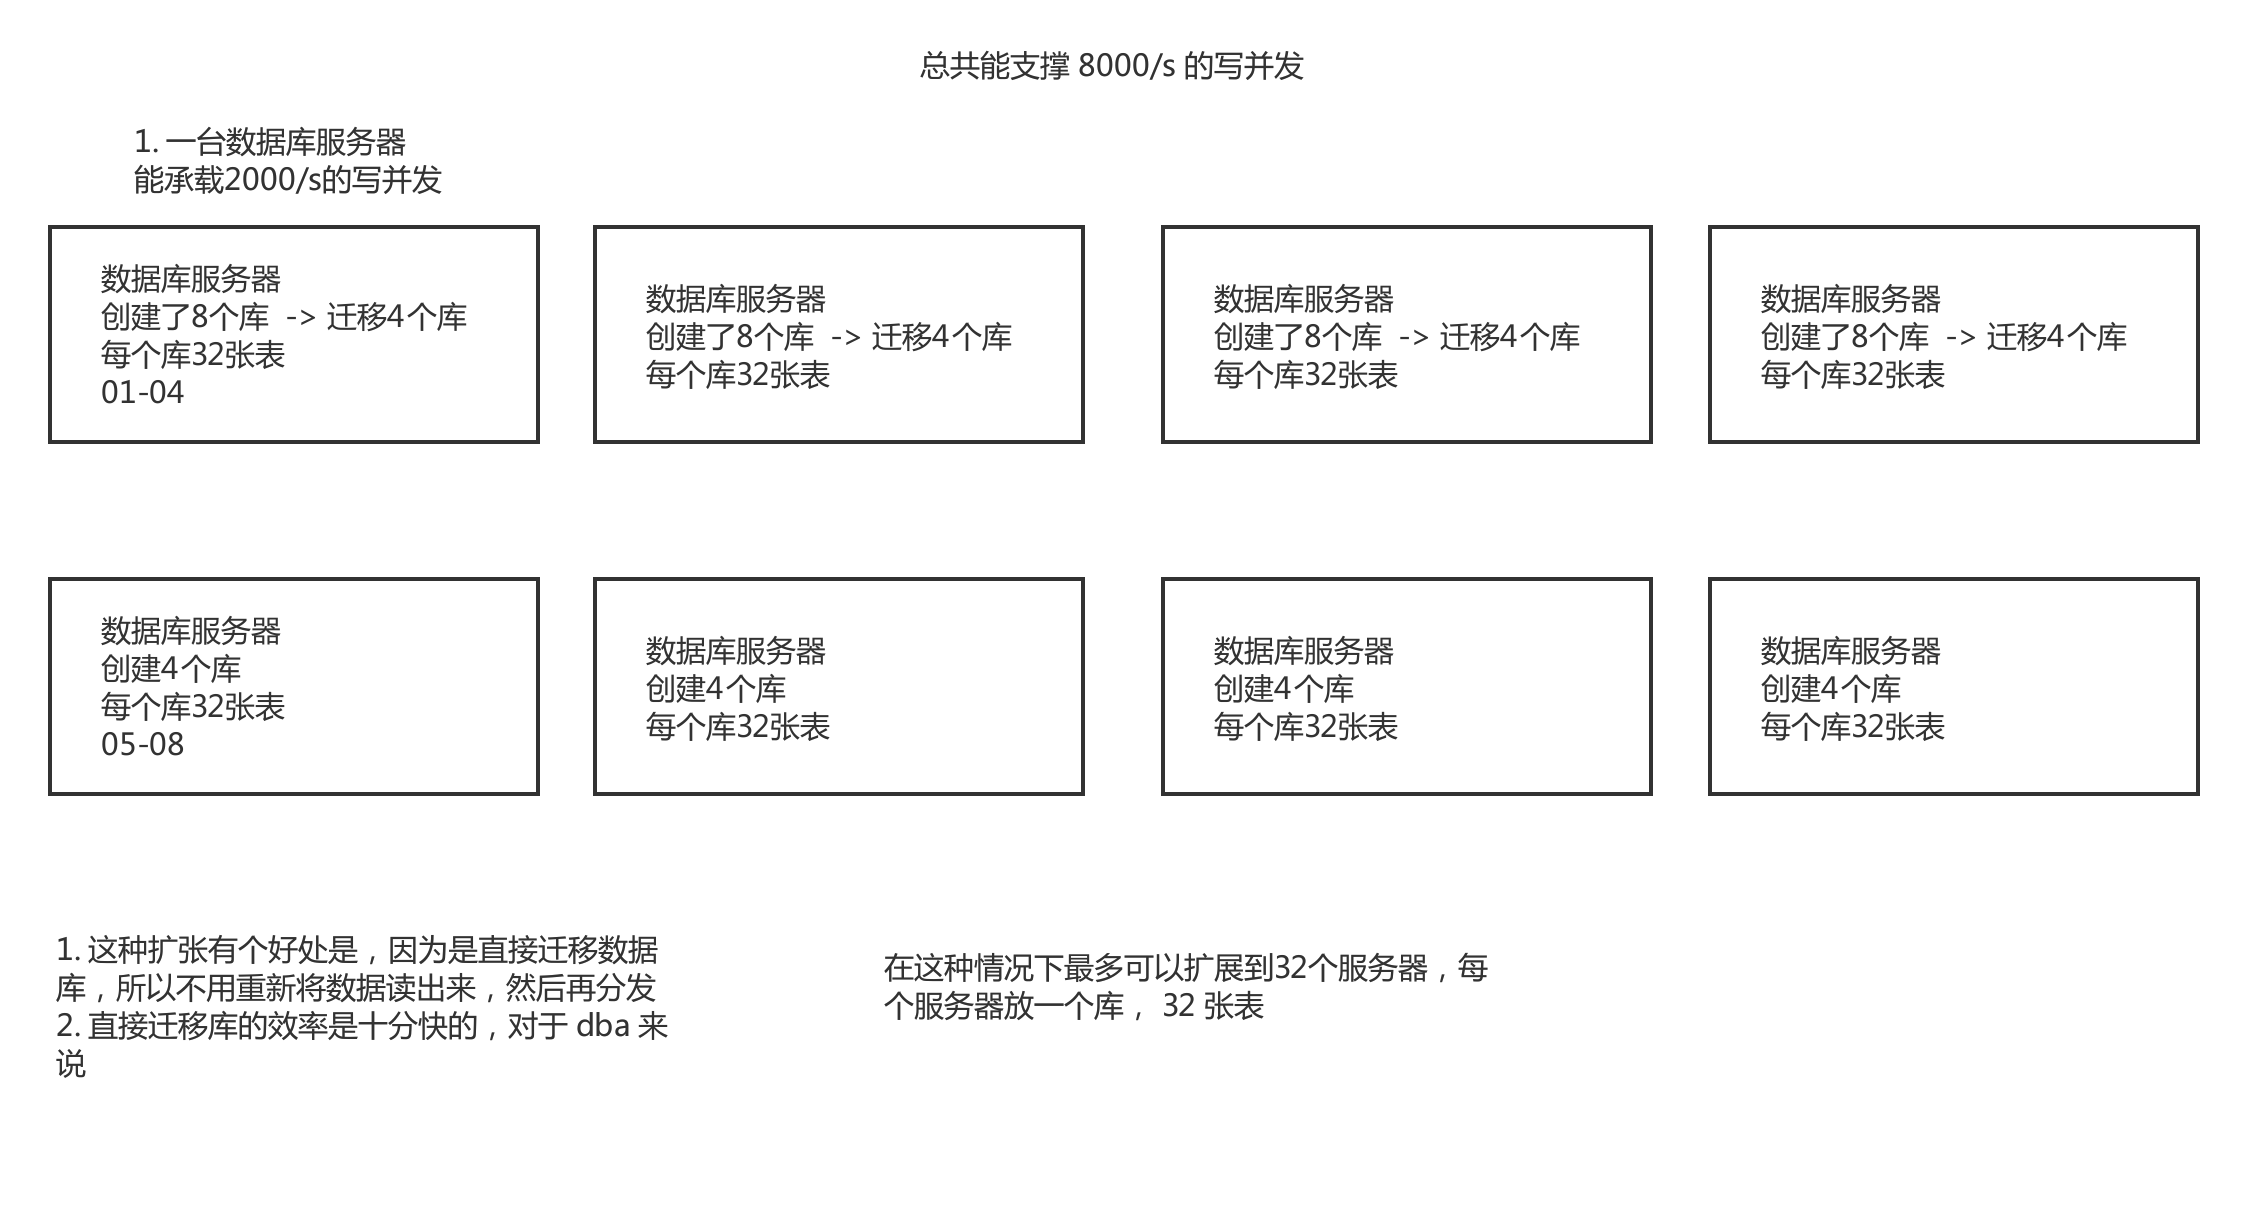 总共能支撑 8000/s 的写并发
1. 一台数据库服务器
能承载2000/s的写并发
数据库服务器
创建了8个库 -> 迁移4个库
每个库32张表
01-04
数据库服务器
创建了8个库 -> 迁移4个库
每个库32张表
数据库服务器
创建了8个库 -> 迁移4个库
每个库32张表
数据库服务器
创建了8个库 -> 迁移4个库
每个库32张表
数据库服务器
创建4个库
每个库32张表
05-08
数据库服务器
创建4个库
每个库32张表
数据库服务器
创建4个库
每个库32张表
数据库服务器
创建4个库
每个库32张表
1. 这种扩张有个好处是，因为是直接迁移数据
库，所以不用重新将数据读出来，然后再分发
2. 直接迁移库的效率是十分快的，对于 dba 来
说
在这种情况下最多可以扩展到32个服务器，每
个服务器放一个库， 32 张表